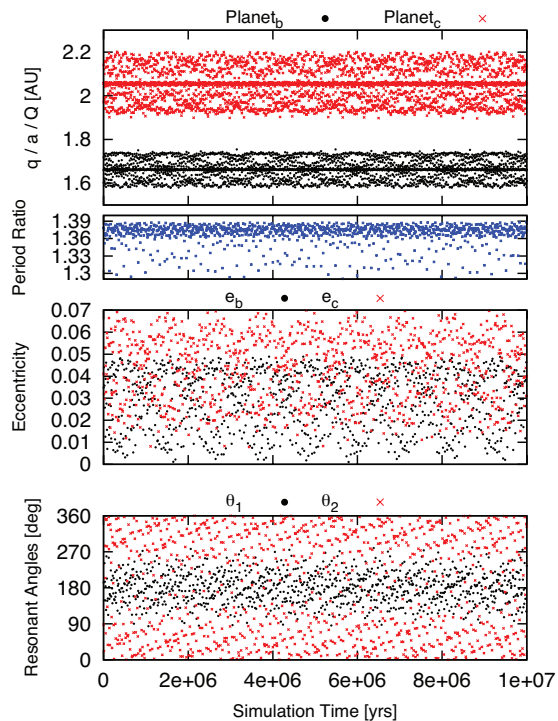 Planet_b Planet_c
q / a / Q [AU]
2.2
2
1.8
1.6
Period Ratio
1.39
1.36
1.33
1.3
e_b e_c
Eccentricity
0.07
0.06
0.05
0.04
0.03
0.02
0.01
0
θ_1 θ_2
Resonant Angles [deg]
360
270
180
90
0
0 2e+06 4e+06 6e+06 8e+06 1e+07
Simulation Time [yrs]